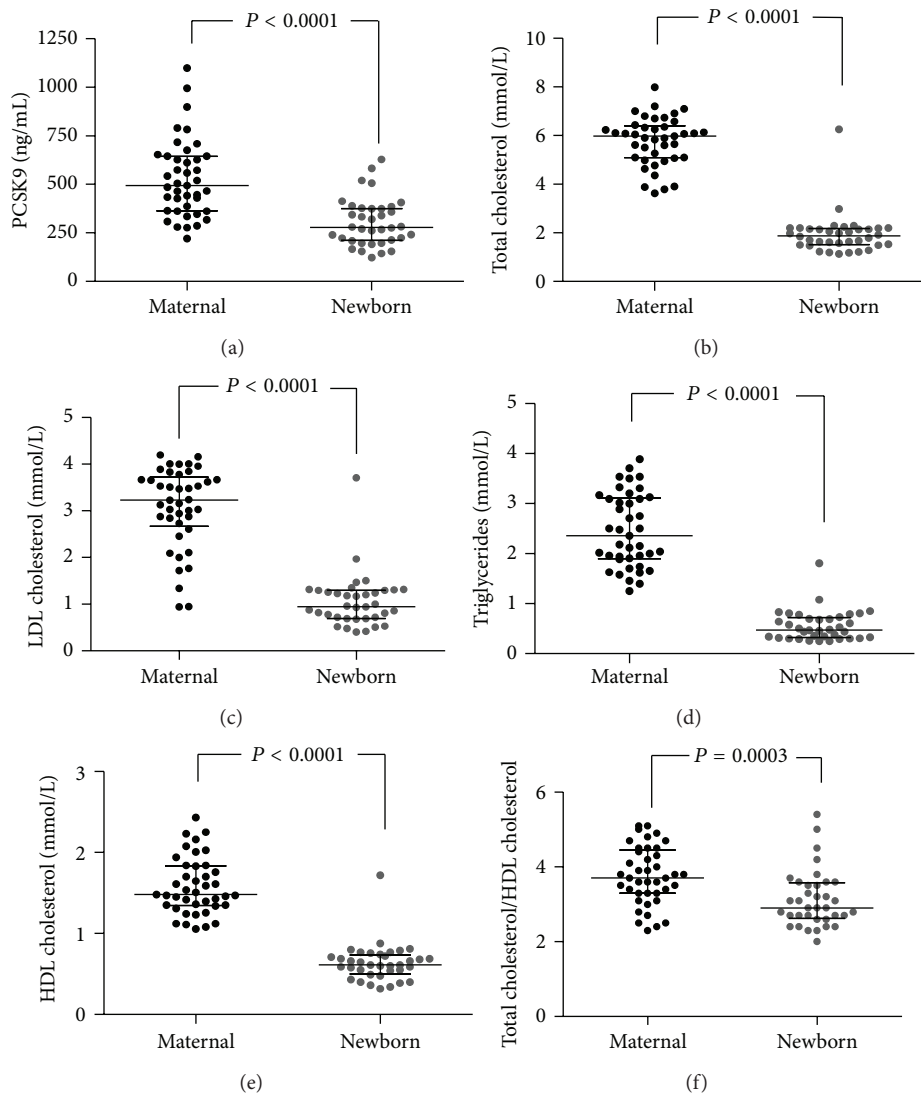 P < 0.0001
PCSK9 (ng/mL)
1250
1000
750
500
250
0
Maternal
Newborn
(a)
P < 0.0001
Total cholesterol (mmol/L)
10
8
6
4
2
0
Maternal
Newborn
(b)
P < 0.0001
LDL cholesterol (mmol/L)
5
4
3
2
1
0
Maternal
Newborn
(c)
P < 0.0001
Triglycerides (mmol/L)
5
4
3
2
1
0
Maternal
Newborn
(d)
P < 0.0001
HDL cholesterol (mmol/L)
3
2
1
0
Maternal
Newborn
(e)
P = 0.0003
Total cholesterol/HDL cholesterol
6
4
2
0
Maternal
Newborn
(f)